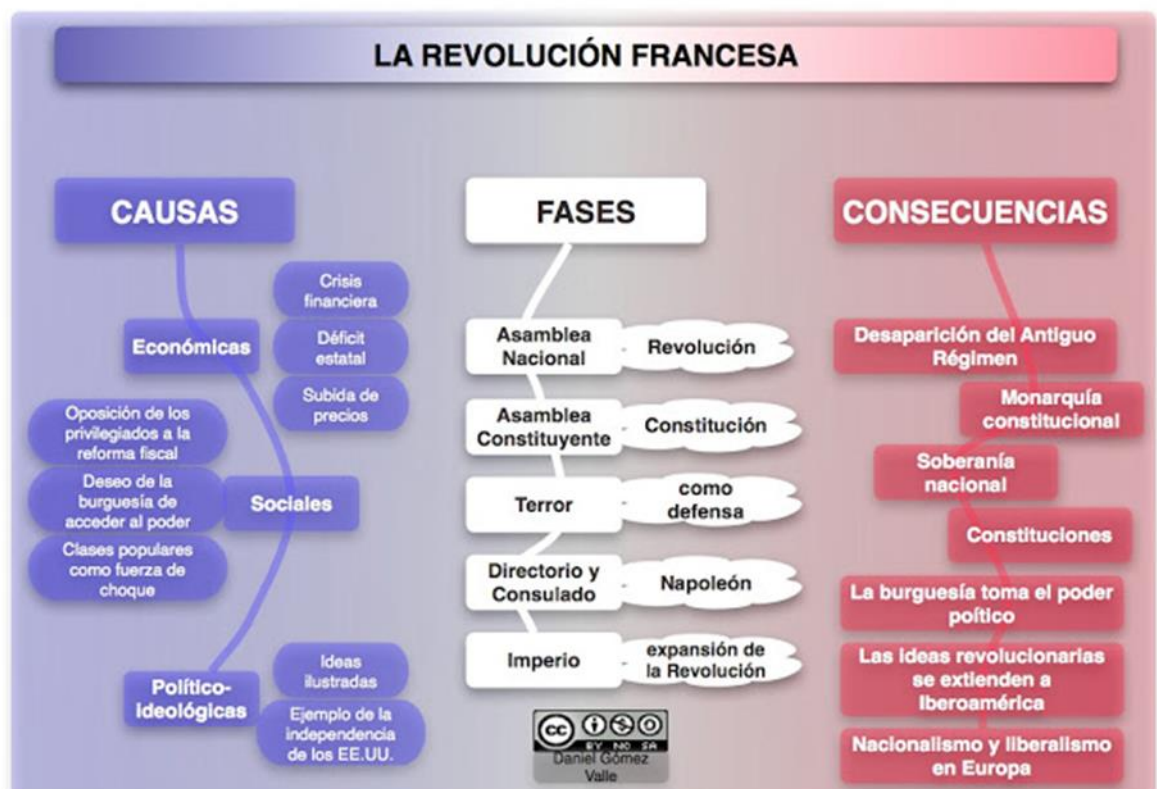 LA REVOLUCIÓN FRANCESA
CAUSAS
Económicas
Crisis
financiera
Déficit
estatal
Subida de
precios
Sociales
Oposición de los
privilegiados a la
reforma fiscal
Deseo de la
burguesía de
acceder al poder
Clases populares
como fuerza de
choque
Político-
ideológicas
Ideas
ilustradas
Ejemplo de la
independencia
de los EE.UU.
FASES
Asamblea
Nacional
Revolución
Asamblea
Constituyente
Constitución
Terror
como
defensa
Directorio y
Consulado
Napoleón
Imperio
expansión de
la Revolución
cc
BY NC SA
Daniel Gómez
Valle
CONSECUENCIAS
Desaparición del Antiguo
Régimen
Monarquía
constitucional
Soberanía
nacional
Constituciones
La burguesía toma el poder
poítico
Las ideas revolucionarias
se extienden a
Iberoamérica
Nacionalismo y liberalismo
en Europa